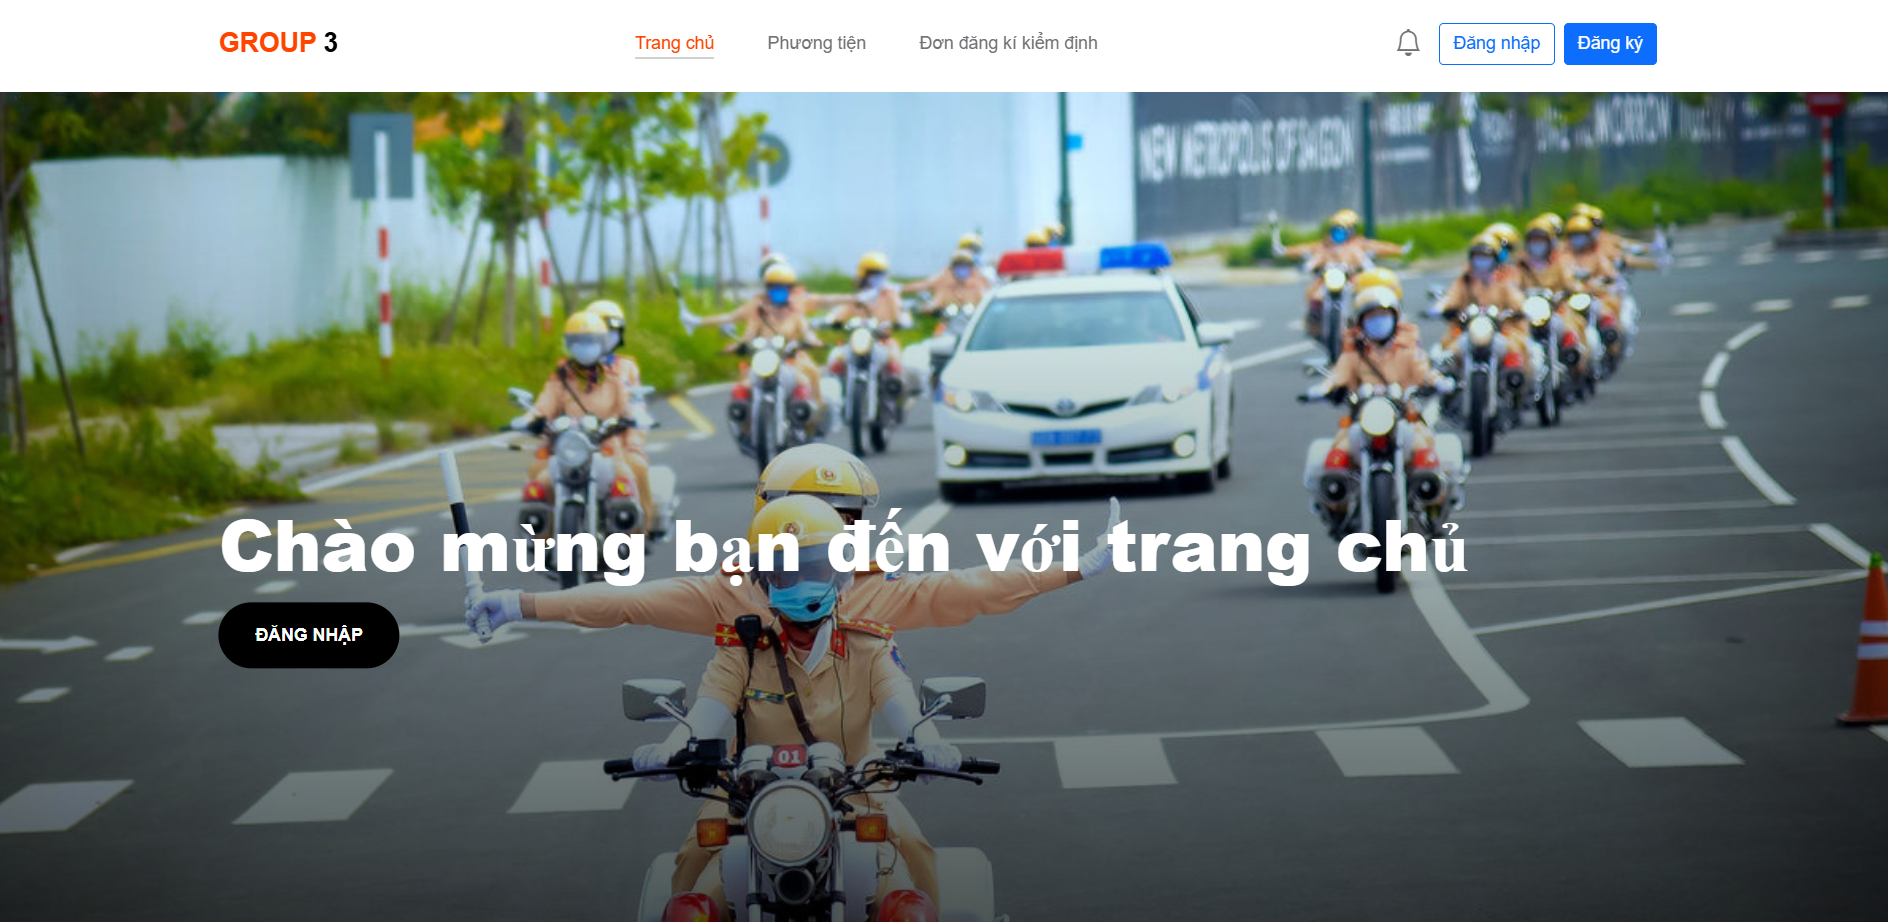 GROUP 3
Trang chủ
Phương tiện
Đơn đăng kí kiểm định
Đăng nhập
Đăng ký
NEW METROPOLIS OF SAIGON
Chào mừng bạn đến với trang chủ
ĐĂNG NHẬP
01